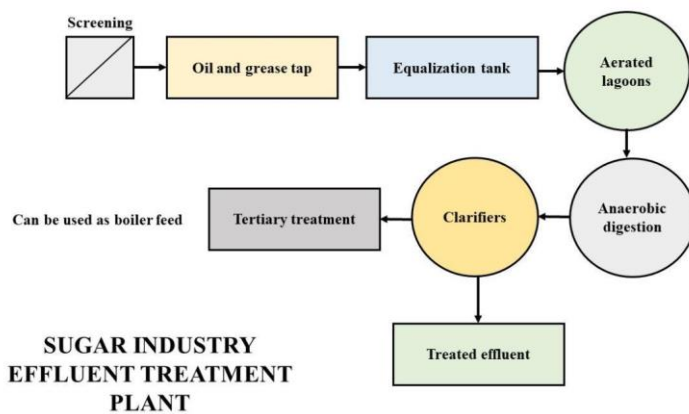 Screening
Oil and grease tap
Equalization tank
Aerated
lagoons
Anaerobic
digestion
Clarifiers
Tertiary treatment
Can be used as boiler feed
Treated effluent
SUGAR INDUSTRY
EFFLUENT TREATMENT
PLANT